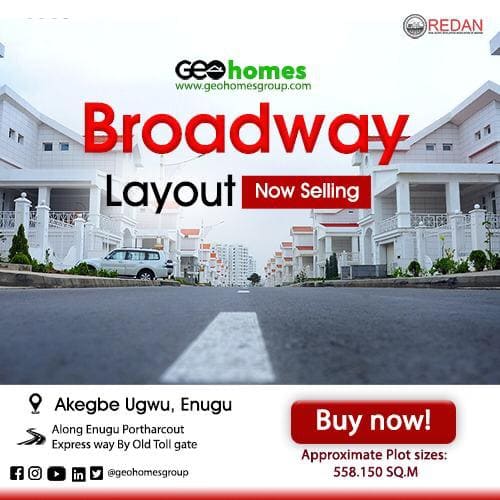 REDAN
GEOhomes
www.geohomesgroup.com
Broadway
Layout Now Selling
Akegbe Ugwu, Enugu
Along Enugu Portharcout
Express way By Old Toll gate
@geohomesgroup
Buy now!
Approximate Plot sizes:
558.150 SQ.M